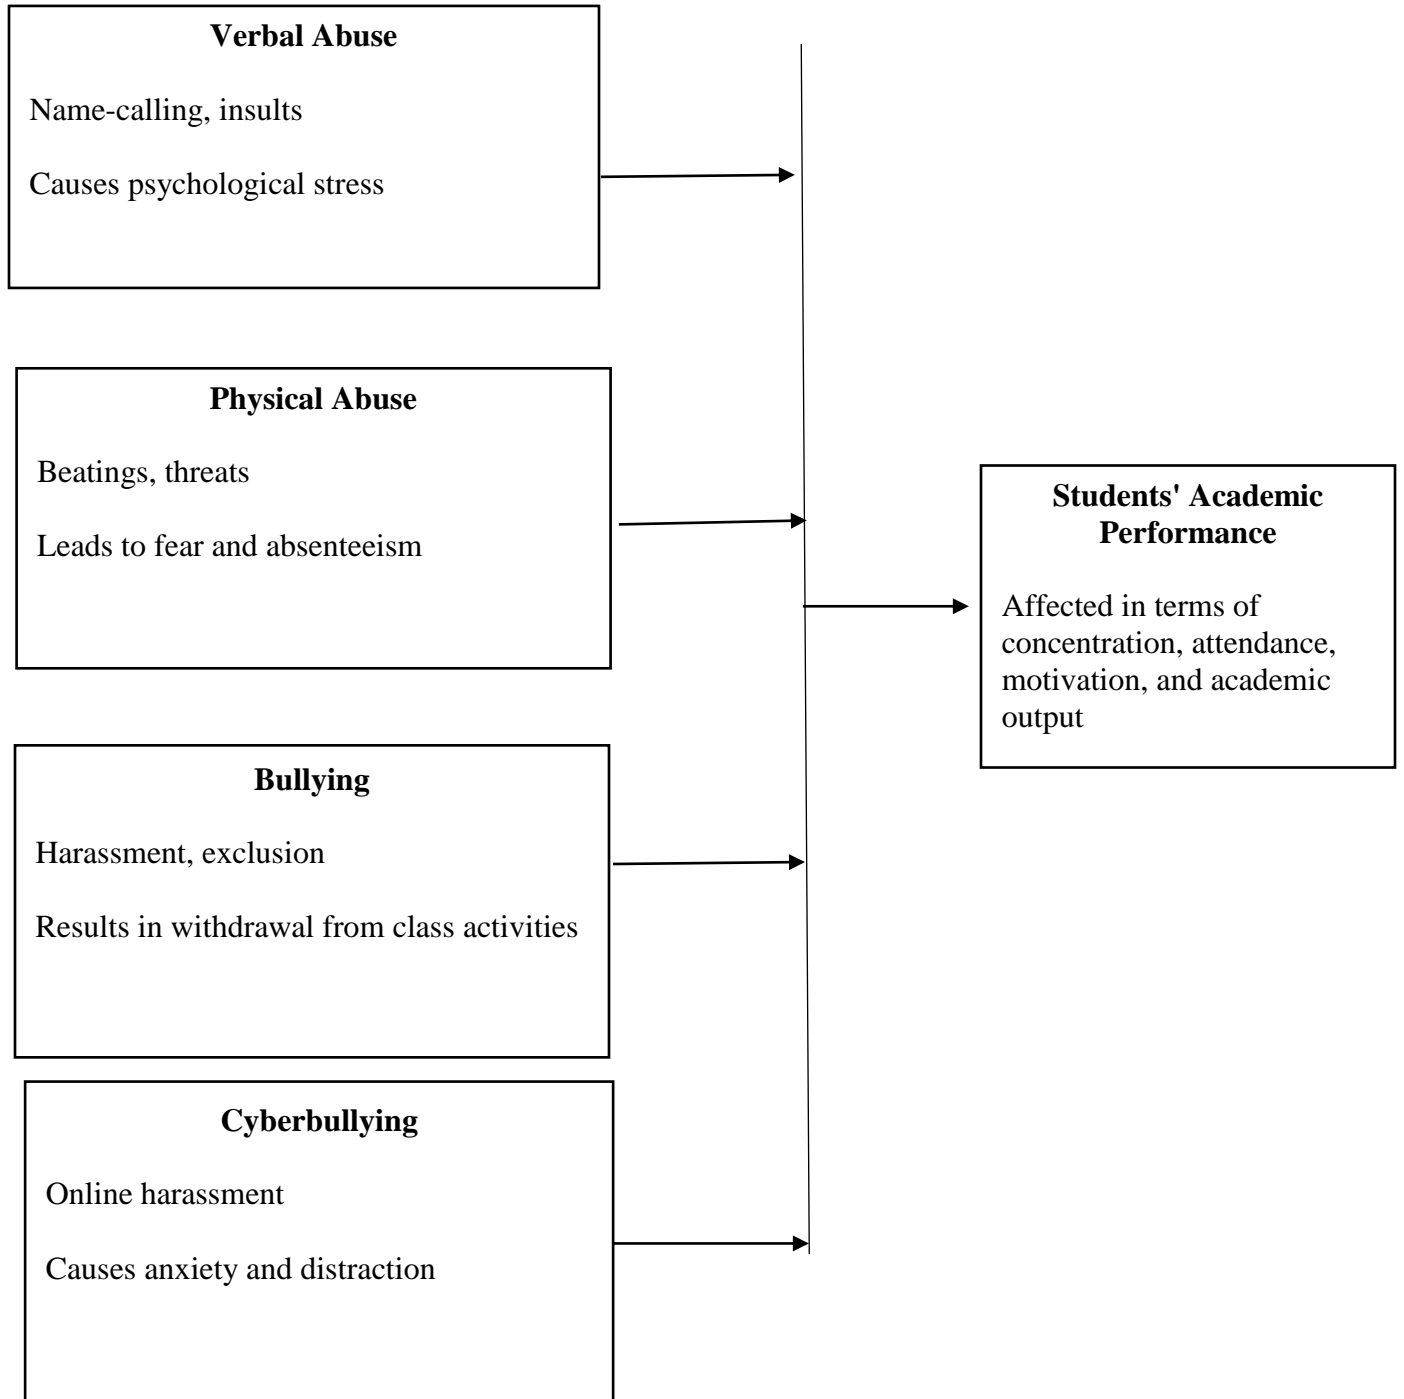 Verbal Abuse
Name-calling, insults
Causes psychological stress
Physical Abuse
Beatings, threats
Leads to fear and absenteeism
Students' Academic
Performance
Affected in terms of
concentration, attendance,
motivation, and academic
output
Bullying
Harassment, exclusion
Results in withdrawal from class activities
Cyberbullying
Online harassment
Causes anxiety and distraction